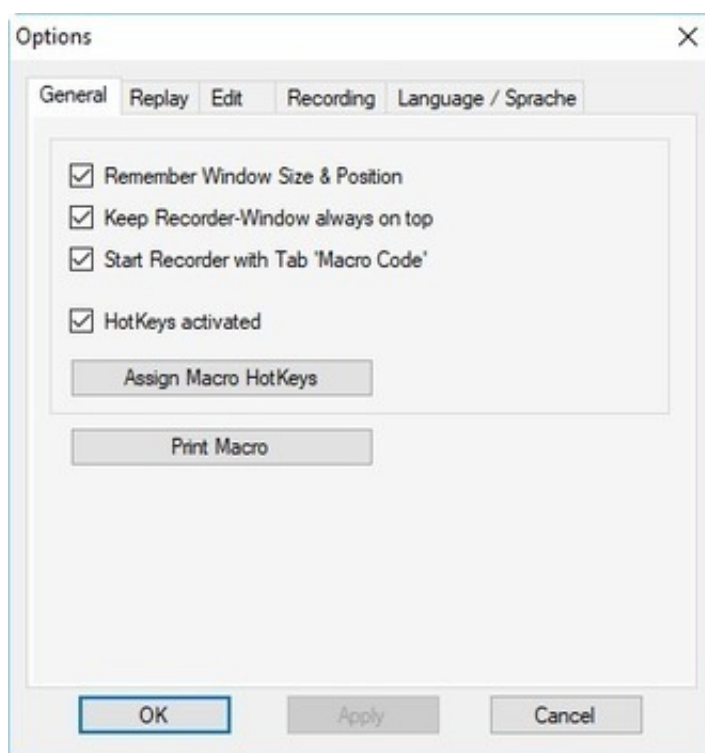 Options
General Replay Edit Recording Language / Sprache
Remember Window Size & Position
Keep Recorder-Window always on top
Start Recorder with Tab 'Macro Code'
HotKeys activated
Assign Macro HotKeys
Print Macro
OK Apply Cancel